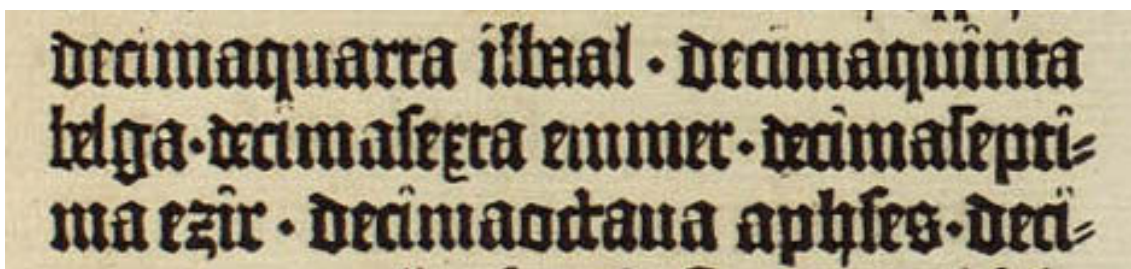 decimaquarta iſbaal · decimaquinta
belga · decimaſexta emmer · decimaſepti⸗
ma ezir · decimaoctaua aphſes · deci⸗